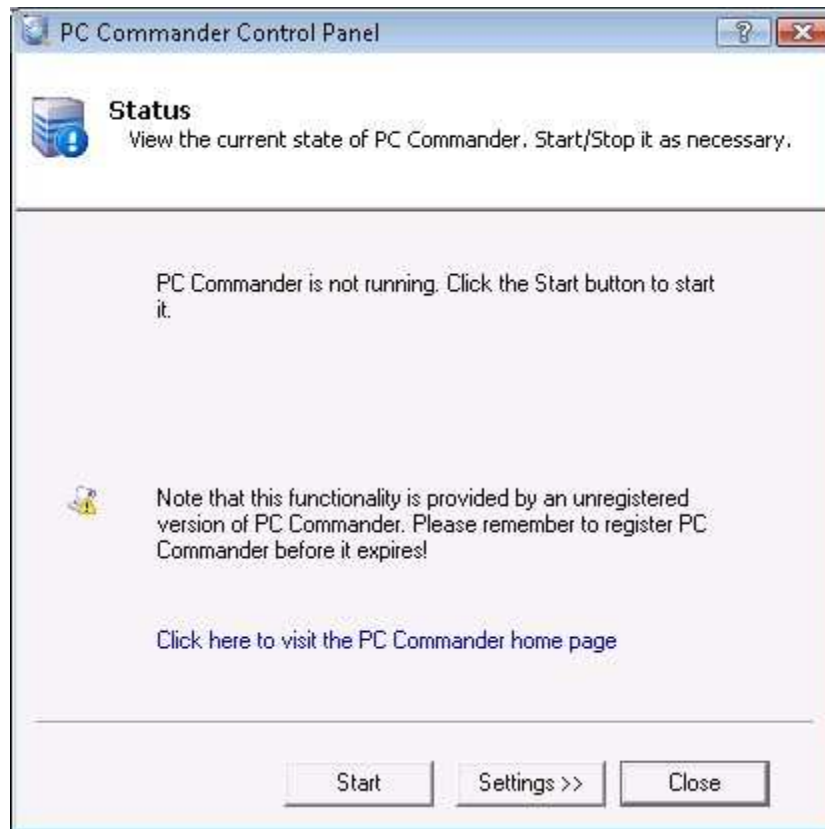 PC Commander Control Panel
Status
View the current state of PC Commander. Start/Stop it as necessary.
PC Commander is not running. Click the Start button to start
it.
Note that this functionality is provided by an unregistered
version of PC Commander. Please remember to register PC
Commander before it expires!
Click here to visit the PC Commander home page
Start
Settings >>
Close